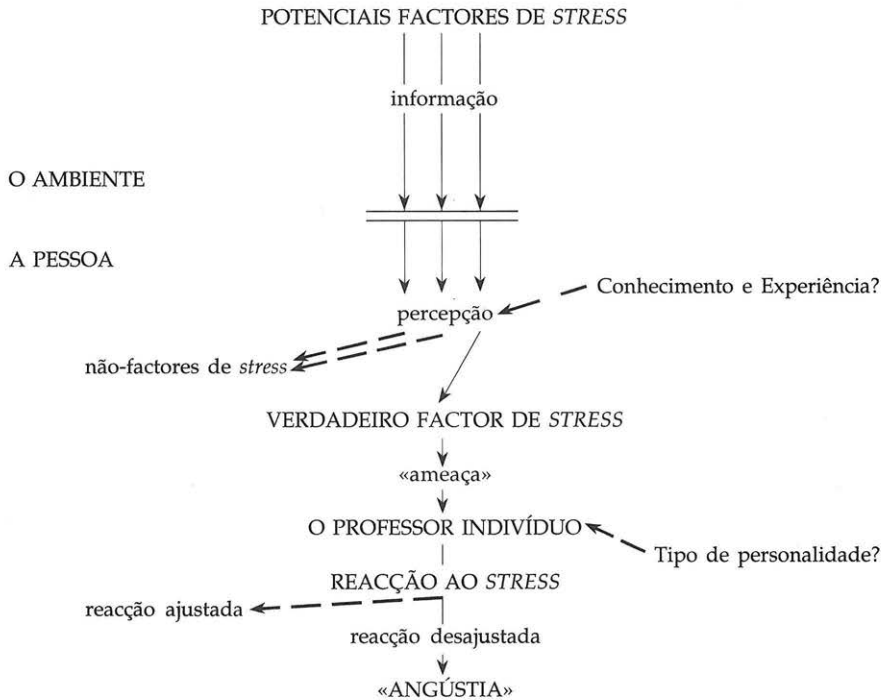 POTENCIAIS FACTORES DE STRESS
informação
O AMBIENTE
A PESSOA
Conhecimento e Experiência?
percepção
não-factores de stress
VERDADEIRO FACTOR DE STRESS
«ameaça»
O PROFESSOR INDIVÍDUO
Tipo de personalidade?
REACÇÃO AO STRESS
reacção ajustada
reacção desajustada
«ANGÚSTIA»